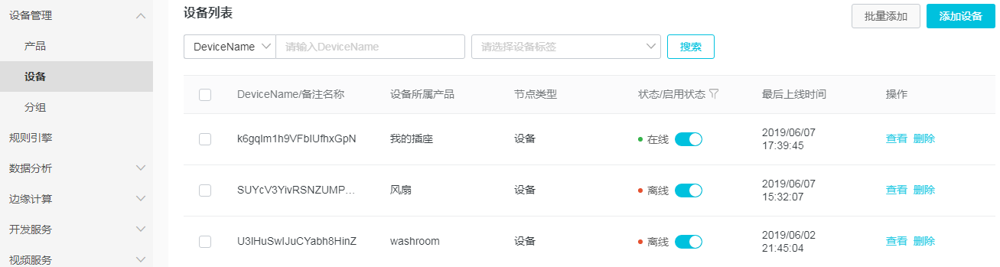 设备管理
产品
设备
分组
规则引擎
数据分析
边缘计算
开发服务
视频服务
设备列表
批量添加 添加设备
DeviceName 请输入DeviceName 请选择设备标签 搜索
DeviceName/备注名称 设备所属产品 节点类型 状态/启用状态 最后上线时间 操作
k6gqlm1h9VFbIUfhxGpN 我的插座 设备 在线 2019/06/07 17:39:45 查看 删除
SUYcV3YivRSNZUMP... 风扇 设备 离线 2019/06/07 15:32:07 查看 删除
U3IHuSwIJuCYabh8HinZ washroom 设备 离线 2019/06/02 21:45:04 查看 删除